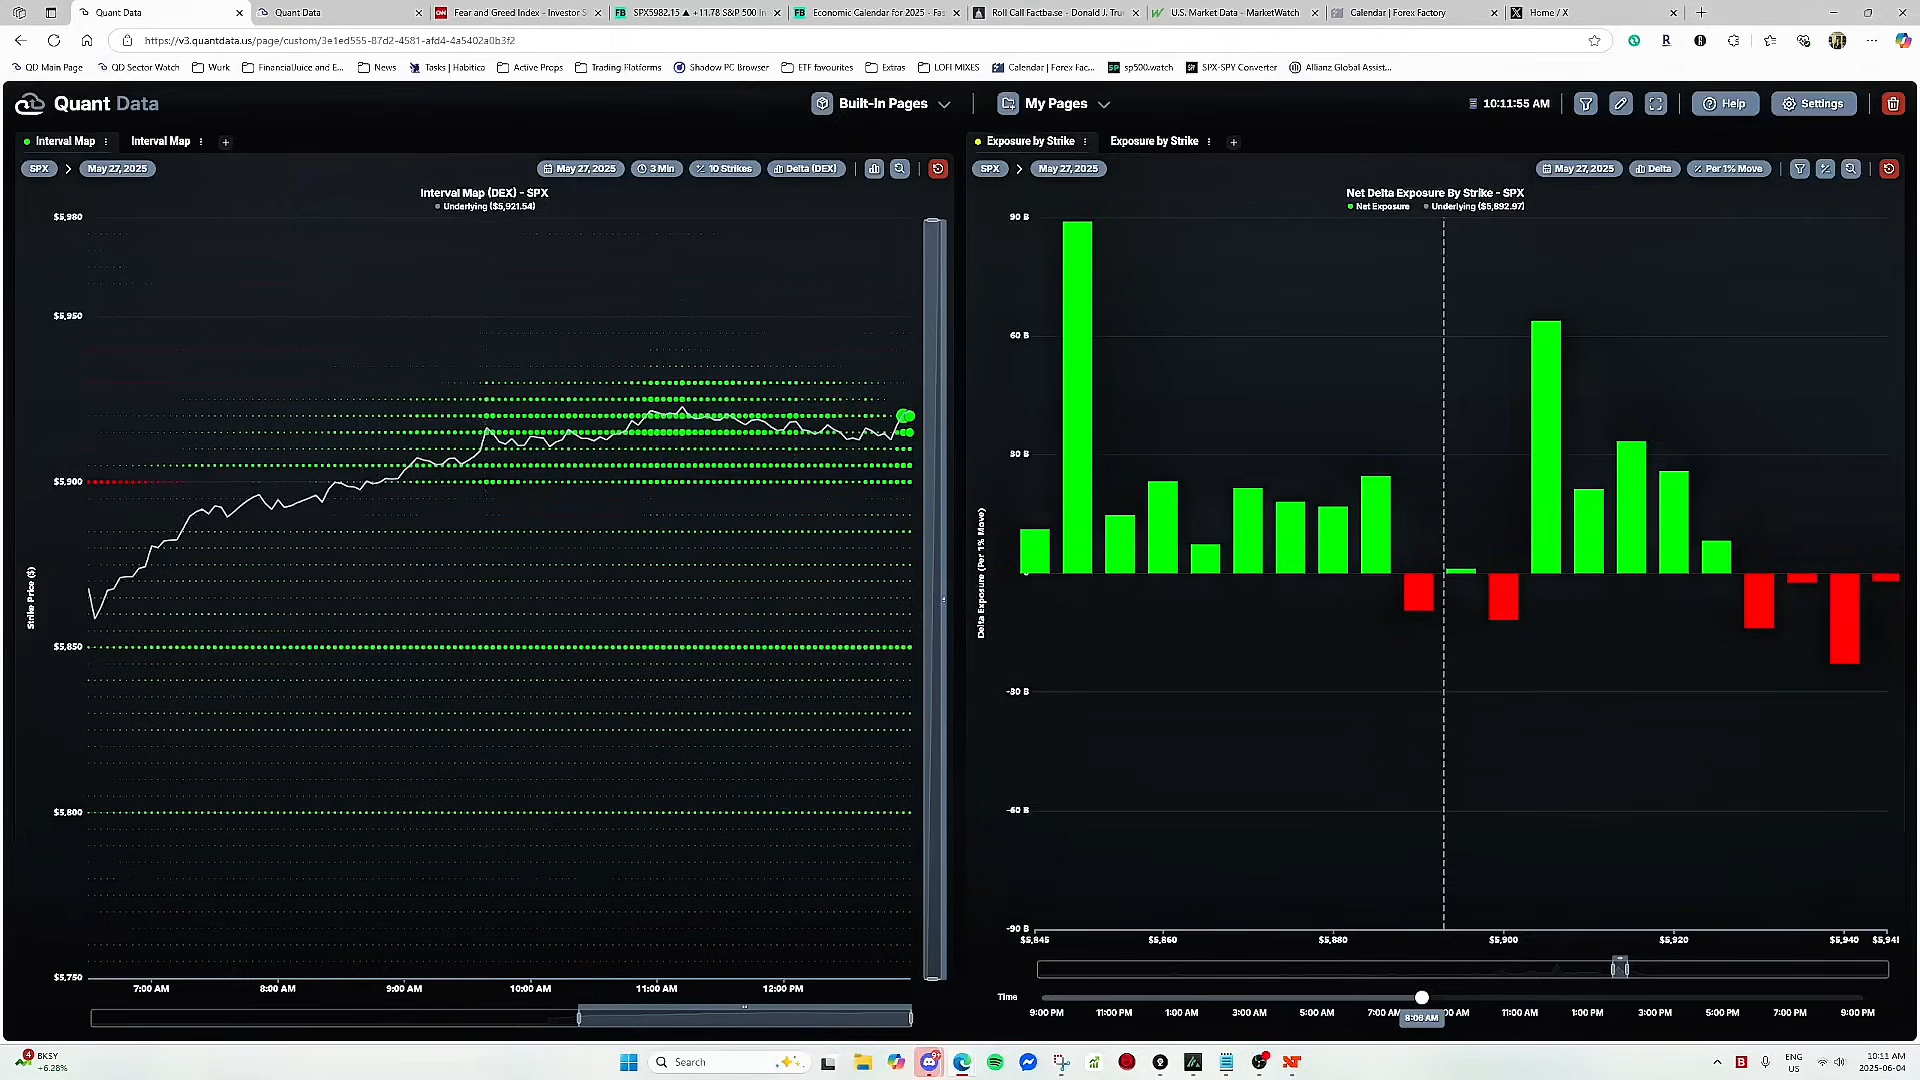 Quant Data
Quant Data
Fear and Greed Index - Investor S
SPX5982.15 ▲ +11.78 S&P 500 In
Economic Calendar for 2025 - Fas
Roll Call Factba.se - Donald J. Tru
U.S. Market Data - MarketWatch
Calendar | Forex Factory
Home / X
https://v3.quantdata.us/page/custom/3e1ed555-87d2-4581-afd4-4a5402a0b3f2
QD Main Page
QD Sector Watch
Wurk
FinancialJuice and E...
News
Tasks | Habitica
Active Props
Trading Platforms
Shadow PC Browser
ETF favourites
Extras
LOFI MIXES
Calendar | Forex Fac...
sp500.watch
SPX-SPY Converter
Allianz Global Assist...
Quant Data
Built-In Pages
My Pages
10:11:55 AM
Help
Settings
Interval Map
Interval Map
SPX
May 27, 2025
May 27, 2025
3 Min
10 Strikes
Delta (DEX)
Interval Map (DEX) - SPX
Underlying ($5,921.54)
$5,980
$5,950
$5,900
$5,850
$5,800
$5,750
Strike Price ($)
7:00 AM
8:00 AM
9:00 AM
10:00 AM
11:00 AM
12:00 PM
Exposure by Strike
Exposure by Strike
SPX
May 27, 2025
May 27, 2025
Delta
Per 1% Move
Net Delta Exposure By Strike - SPX
Net Exposure
Underlying ($5,892.97)
90 B
60 B
30 B
-30 B
-60 B
-90 B
Delta Exposure (Per 1% Move)
$5,845
$5,860
$5,880
$5,900
$5,920
$5,940
$5,941
Time
9:00 PM
11:00 PM
1:00 AM
3:00 AM
5:00 AM
7:00 AM
8:06 AM
11:00 AM
1:00 PM
3:00 PM
5:00 PM
7:00 PM
9:00 PM
4
BKSY
+6.28%
Search
9+
ENG
US
10:11 AM
2025-06-04